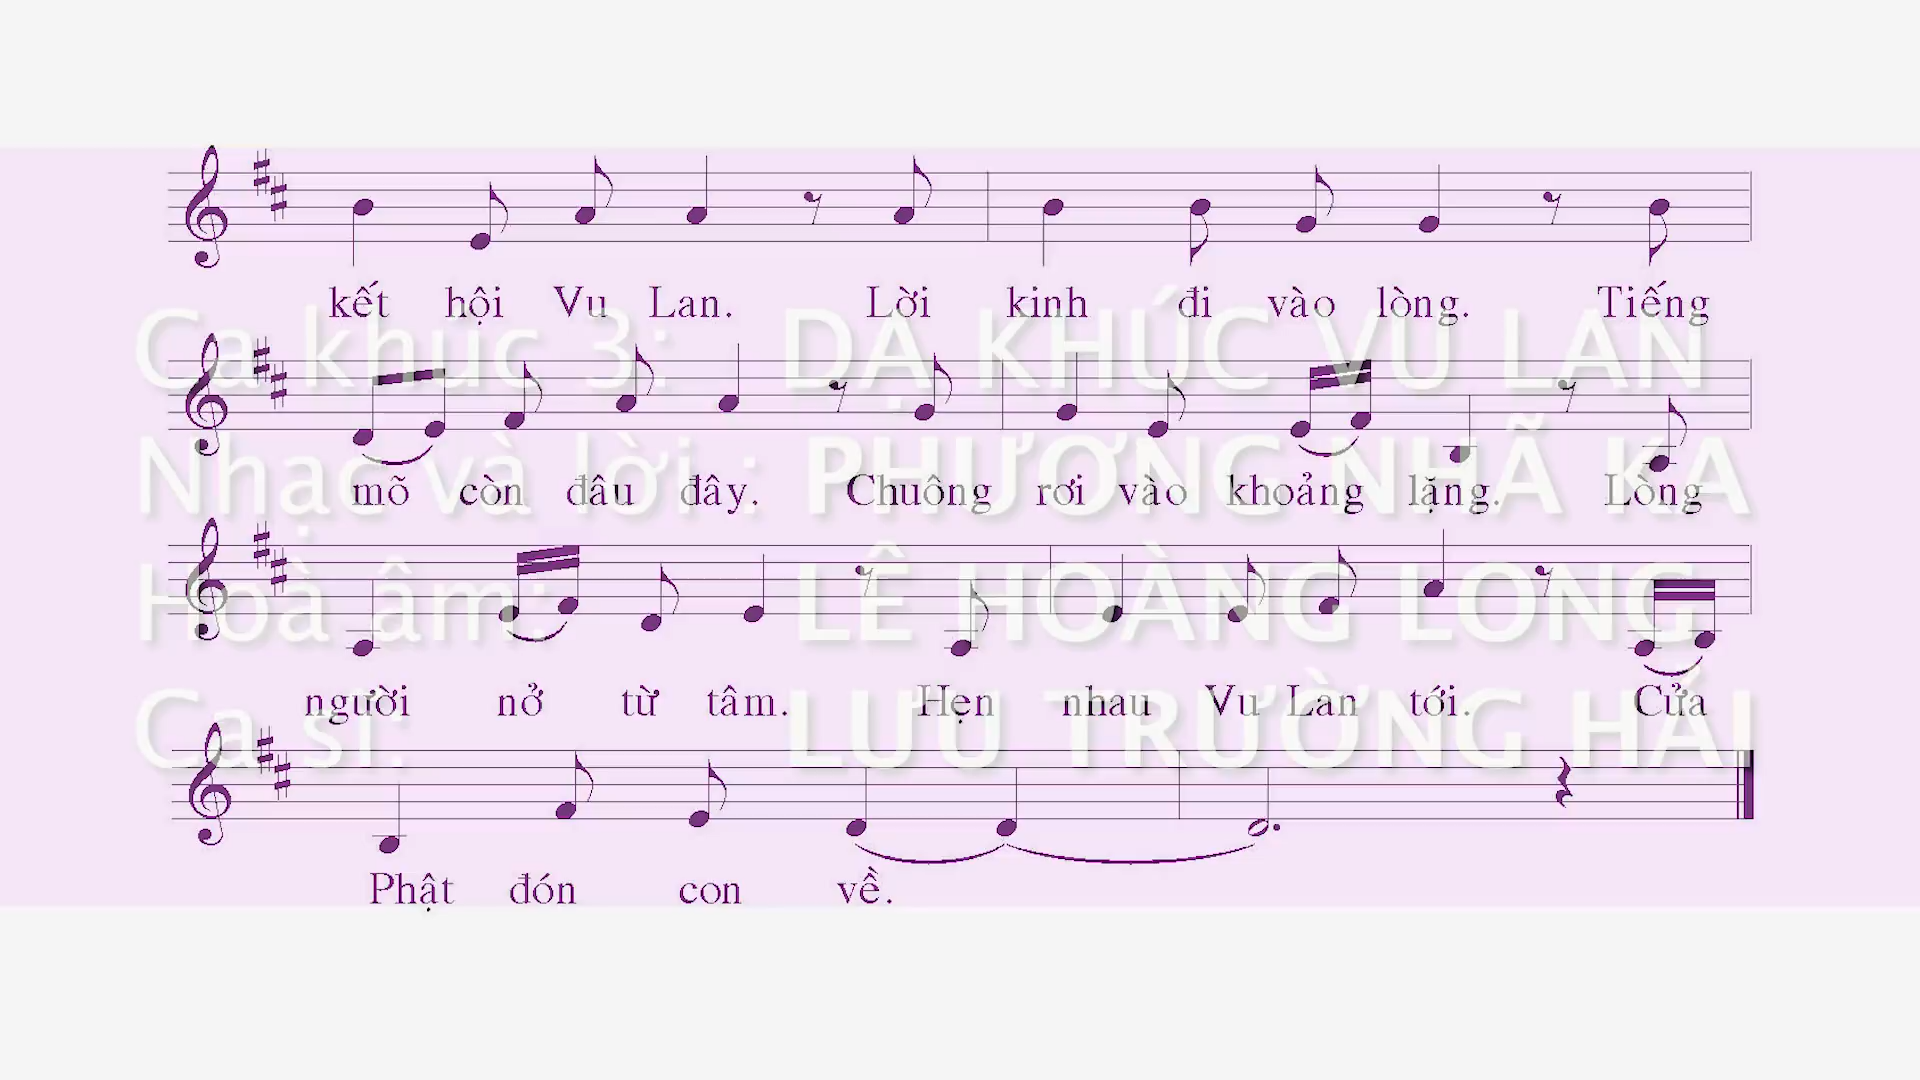 kết hội Vu Lan. Lời kinh đi vào lòng. Tiếng
Ca khúc 3: DẠ KHÚC VU LAN
mõ còn đâu đây. Chuông rơi vào khoảng lặng. Lòng
Nhạc và lời : PHƯƠNG NHÃ KA
Hoà âm: LÊ HOÀNG LONG
người nở từ tâm. Hẹn nhau Vu Lan tới. Cửa
Ca sĩ: LƯU TRƯỜNG HẢI
Phật đón con về.